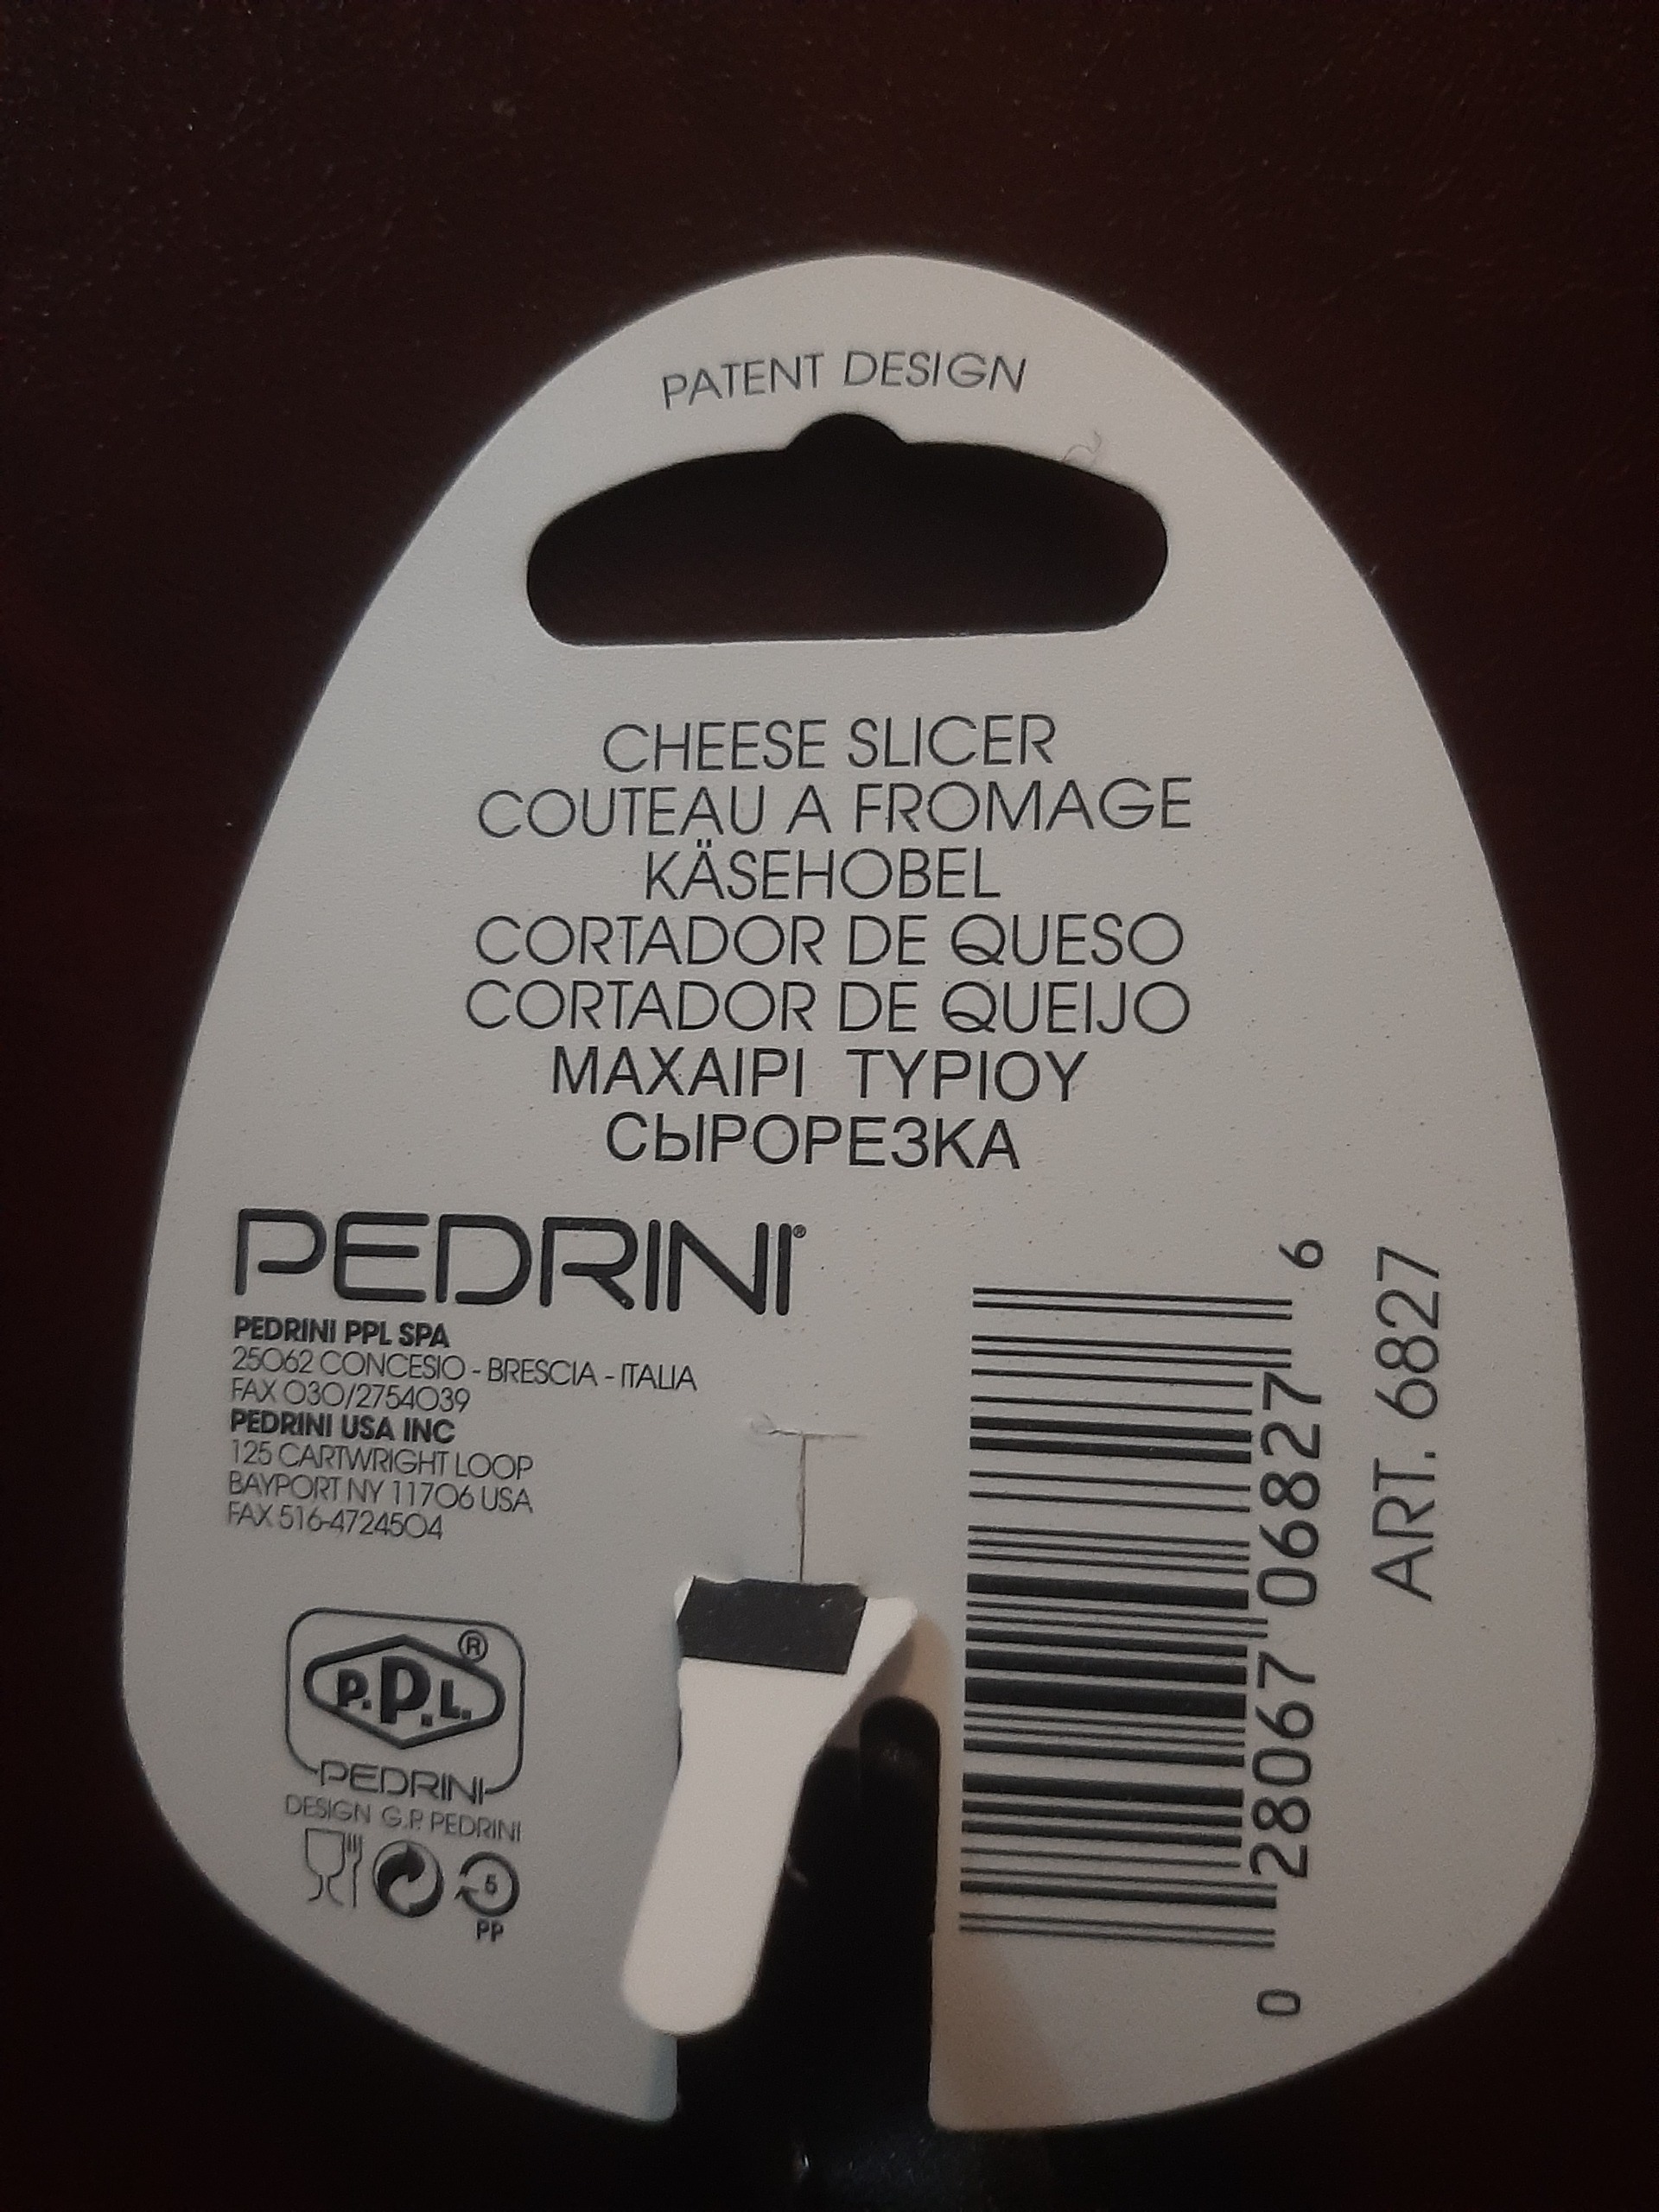 PATENT DESIGN
CHEESE SLICER
COUTEAU A FROMAGE
KÄSEHOBEL
CORTADOR DE QUESO
CORTADOR DE QUEIJO
ΜΑΧΑΙΡΙ ΤΥΡΙΟΥ
СЫРОРЕЗКА
PEDRINI®
PEDRINI PPL SPA
25062 CONCESIO - BRESCIA - ITALIA
FAX 030/2754039
PEDRINI USA INC
125 CARTWRIGHT LOOP
BAYPORT NY 11706 USA
FAX 516-4724504
P.P.L. ®
PEDRINI
DESIGN G.P. PEDRINI
5
PP
0 28067 06827 6
ART. 6827